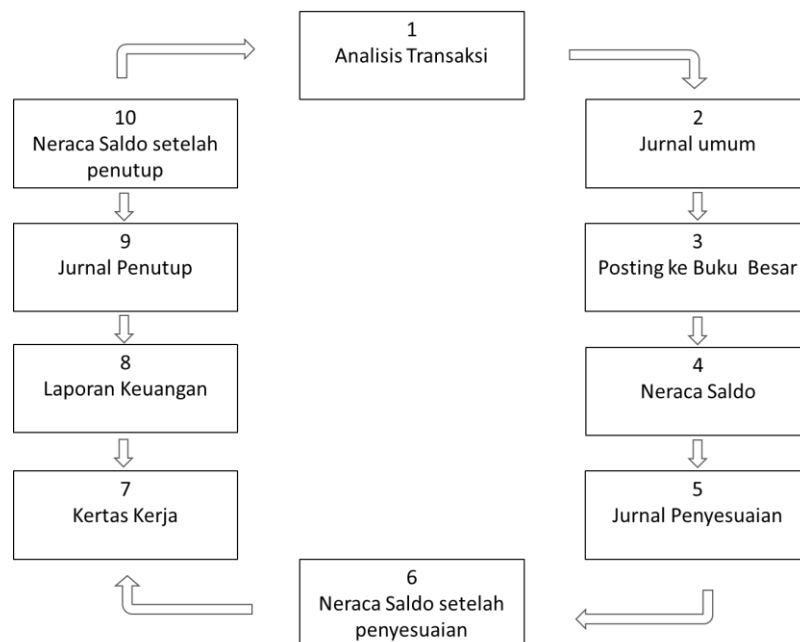 1
Analisis Transaksi
2
Jurnal umum
3
Posting ke Buku Besar
4
Neraca Saldo
5
Jurnal Penyesuaian
6
Neraca Saldo setelah
penyesuaian
7
Kertas Kerja
8
Laporan Keuangan
9
Jurnal Penutup
10
Neraca Saldo setelah
penutup